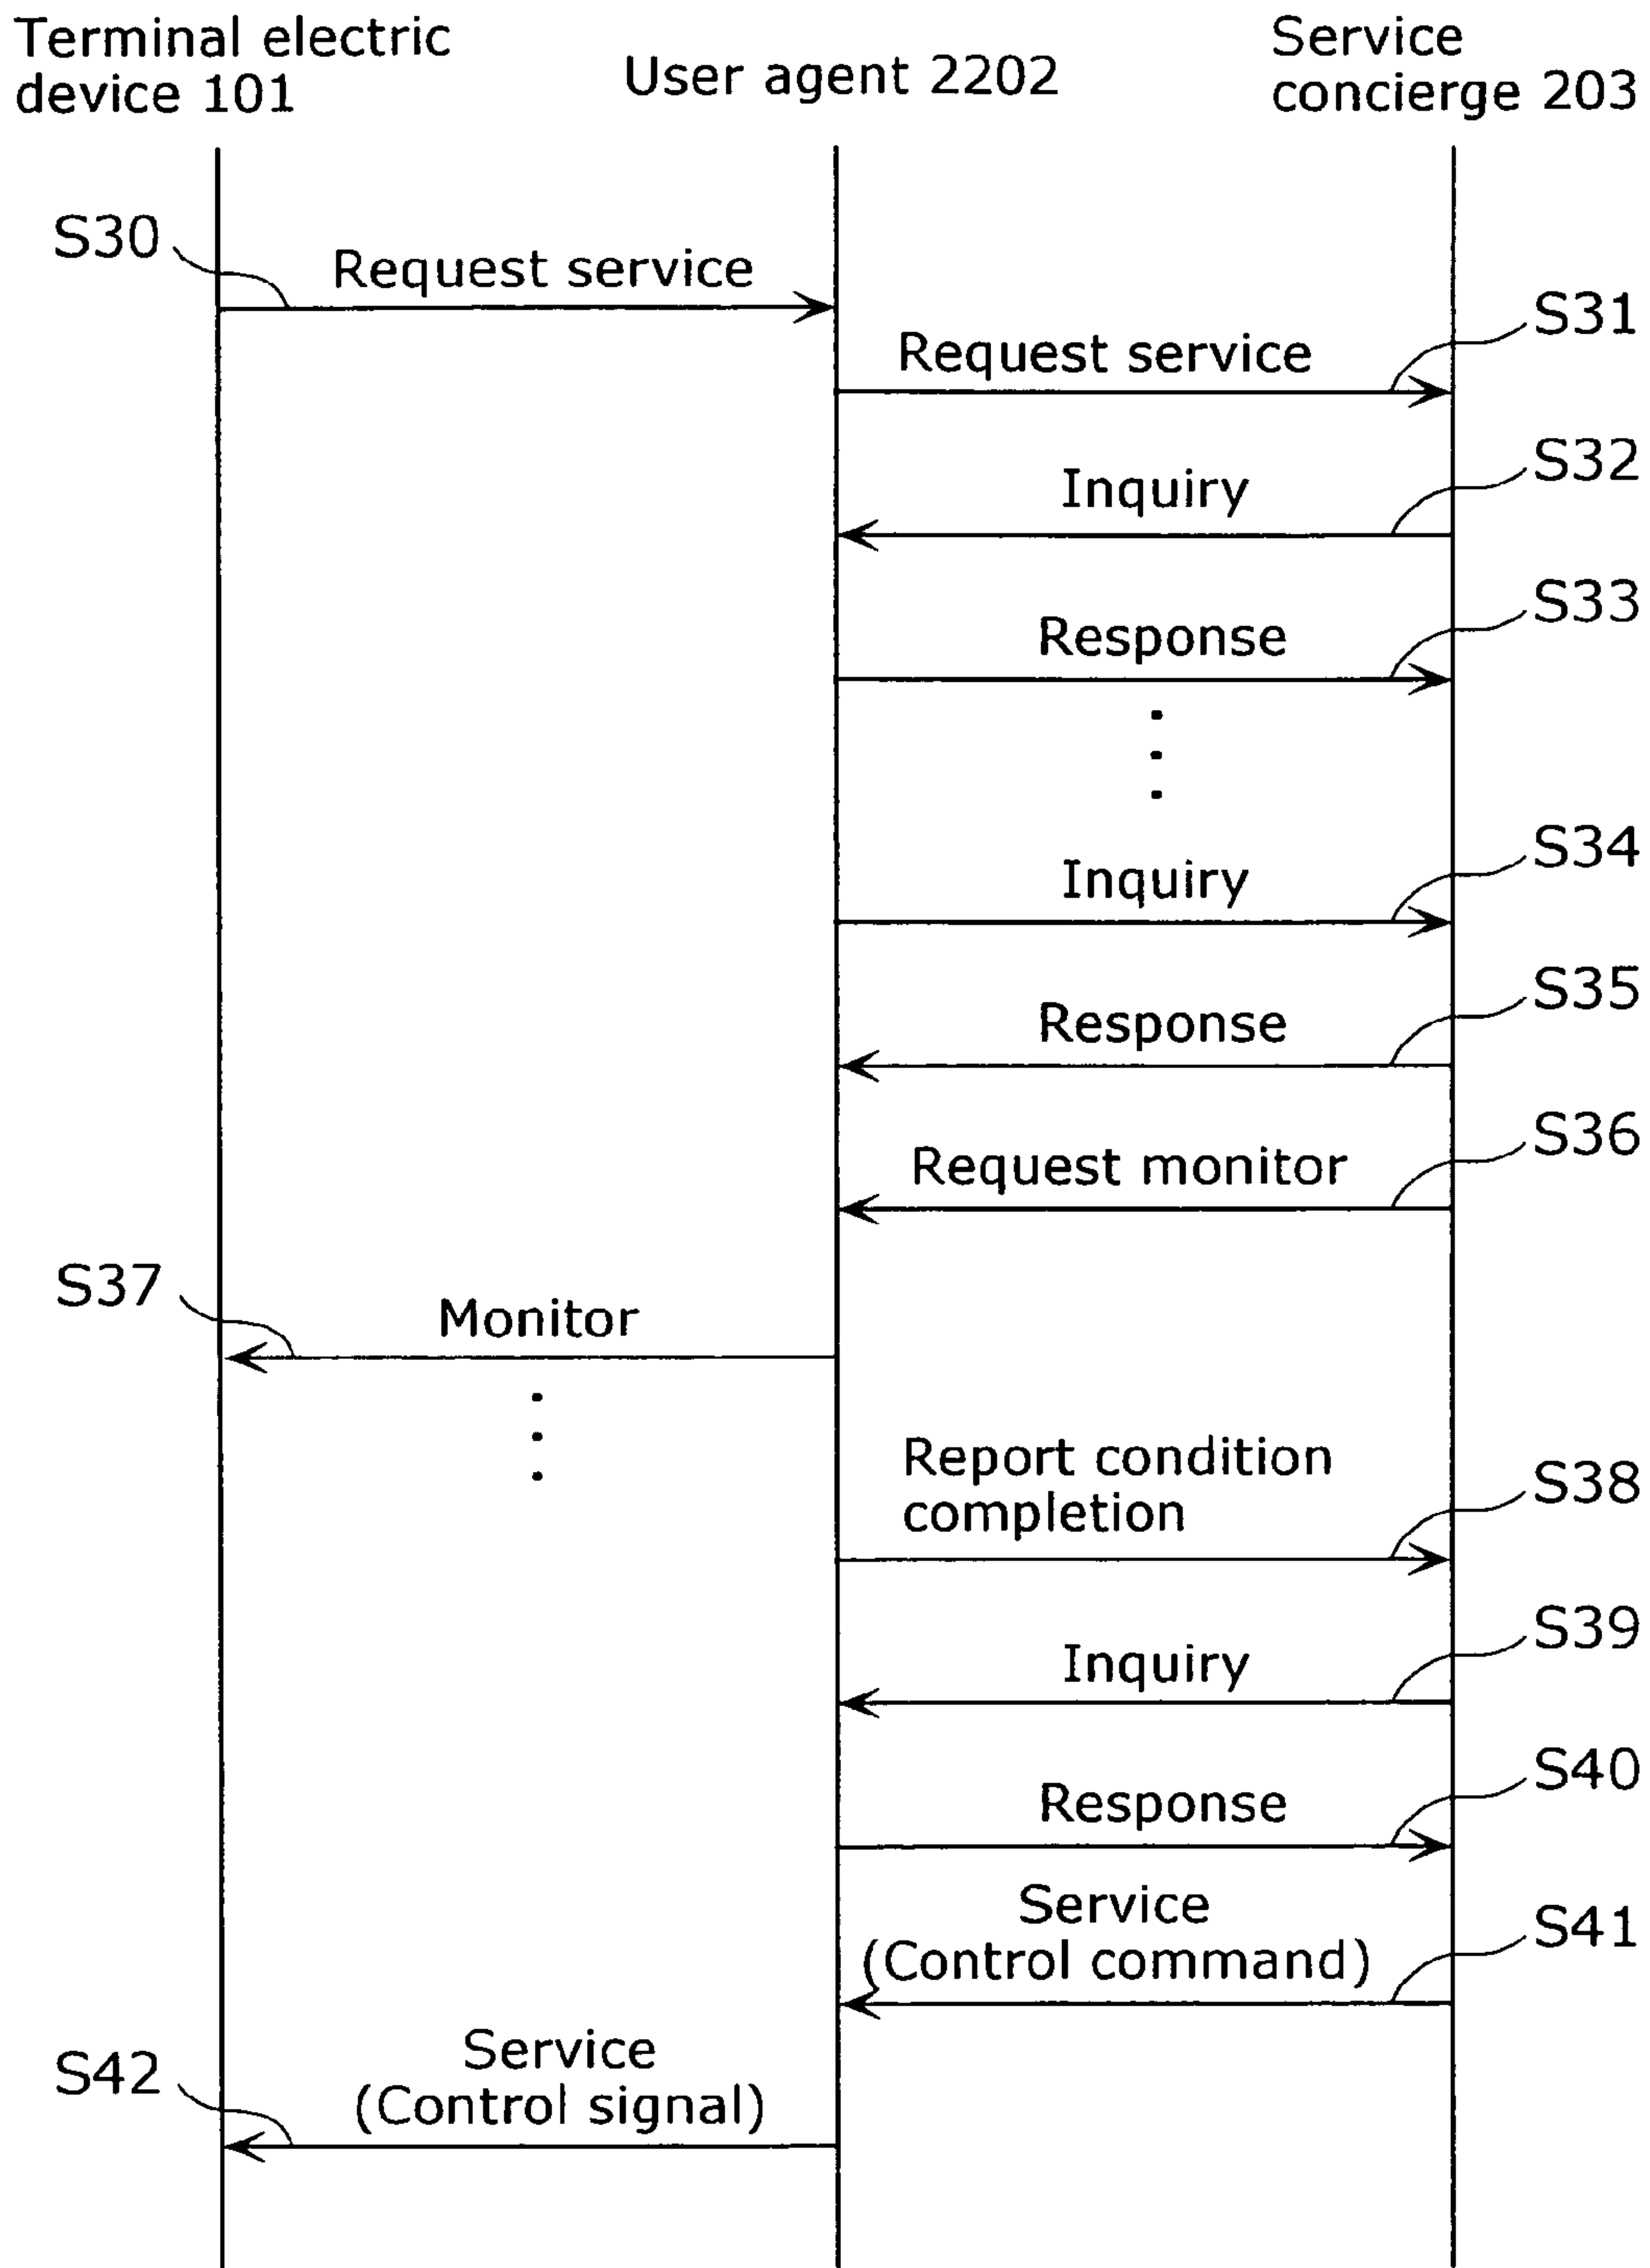 Terminal electric
device 101
User agent 2202
Service
concierge 203
S30
Request service
S31
Request service
S32
Inquiry
S33
Response
S34
Inquiry
S35
Response
S36
Request monitor
S37
Monitor
Report condition
completion
S38
S39
Inquiry
S40
Response
Service
(Control command)
S41
S42
Service
(Control signal)